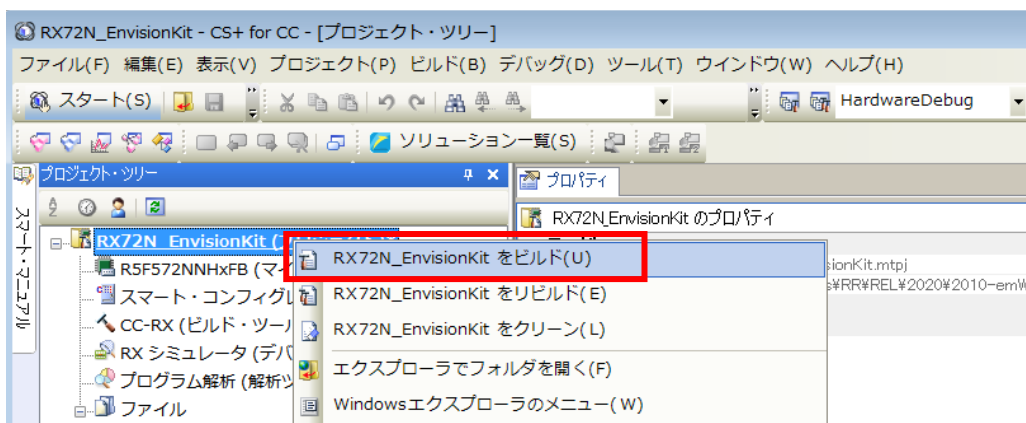 RX72N_EnvisionKit - CS+ for CC - [プロジェクト・ツリー]
ファイル(F) 編集(E) 表示(V) プロジェクト(P) ビルド(B) デバッグ(D) ツール(T) ウインドウ(W) ヘルプ(H)
スタート(S) HardwareDebug
ソリューション一覧(S)
スマート・マニュアル
プロジェクト・ツリー
プロパティ
RX72N_EnvisionKit のプロパティ
RX72N_EnvisionKit (
R5F572NNHxFB (マイ
スマート・コンフィグレ
CC-RX (ビルド・ツール
RX シミュレータ (デバ
プログラム解析 (解析ツ
ファイル
RX72N_EnvisionKit をビルド(U)
RX72N_EnvisionKit をリビルド(E)
RX72N_EnvisionKit をクリーン(L)
エクスプローラでフォルダを開く(F)
Windowsエクスプローラのメニュー(W)
sionKit.mtpj
s¥RR¥REL¥2020¥2010-emW